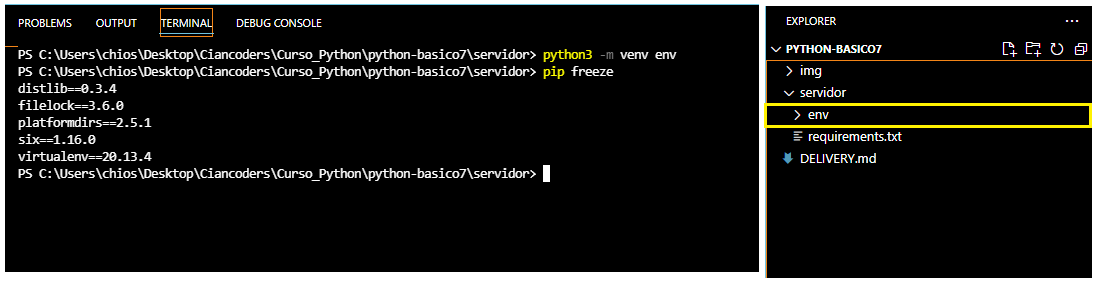 PROBLEMS OUTPUT TERMINAL DEBUG CONSOLE
PS C:\Users\chios\Desktop\Ciancoders\Curso_Python\python-basico7\servidor> python3 -m venv env
PS C:\Users\chios\Desktop\Ciancoders\Curso_Python\python-basico7\servidor> pip freeze
distlib==0.3.4
filelock==3.6.0
platformdirs==2.5.1
six==1.16.0
virtualenv==20.13.4
PS C:\Users\chios\Desktop\Ciancoders\Curso_Python\python-basico7\servidor>
EXPLORER
PYTHON-BASICO7
img
servidor
env
requirements.txt
DELIVERY.md